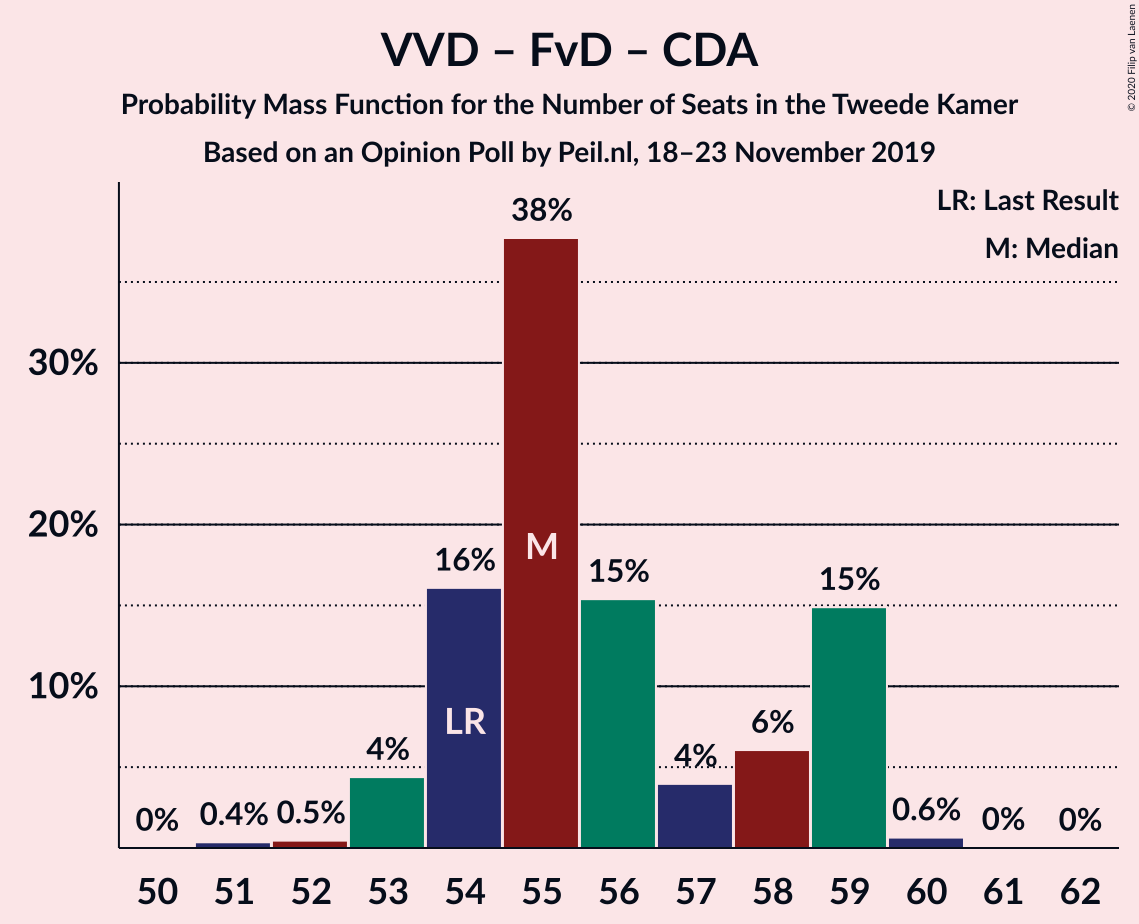 VVD – FvD – CDA
Probability Mass Function for the Number of Seats in the Tweede Kamer
Based on an Opinion Poll by Peil.nl, 18–23 November 2019
© 2020 Filip van Laenen
LR: Last Result
M: Median
38%
30%
20%
10%
M
16%
15%
15%
LR
4%
4%
6%
0%
0.4%
0.5%
0.6%
0%
0%
50 51 52 53 54 55 56 57 58 59 60 61 62